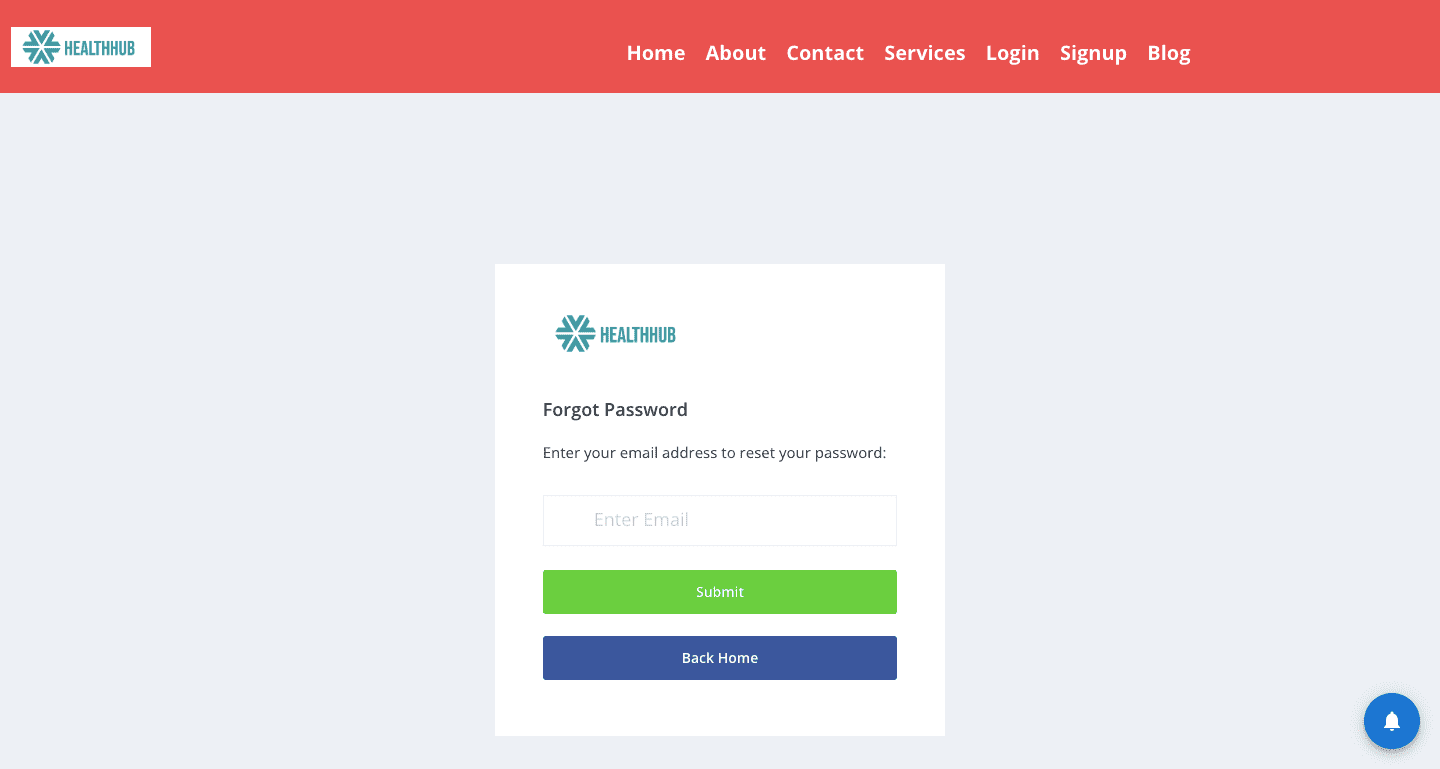 HEALTHHUB
Home About Contact Services Login Signup Blog
HEALTHHUB
Forgot Password
Enter your email address to reset your password:
Enter Email
Submit
Back Home